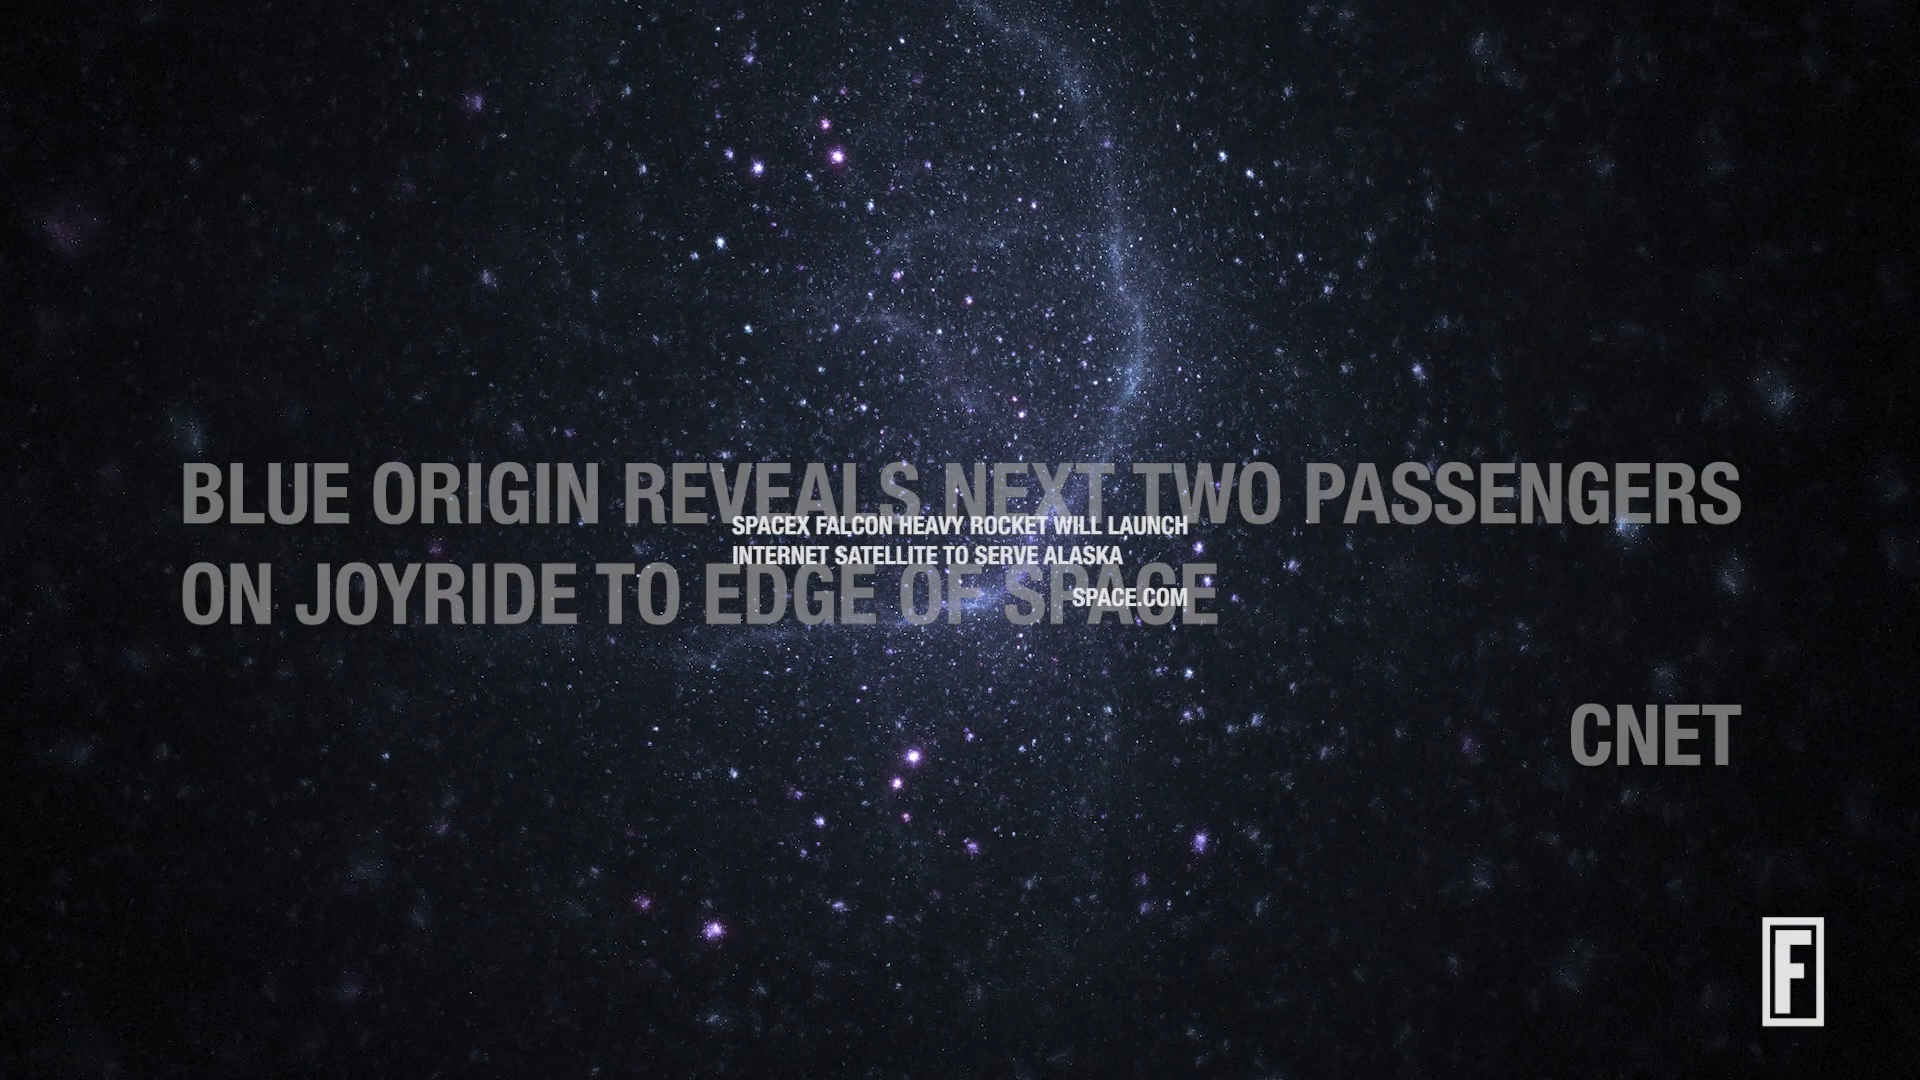 BLUE ORIGIN REVEALS NEXT TWO PASSENGERS
ON JOYRIDE TO EDGE OF SPACE
CNET
SPACEX FALCON HEAVY ROCKET WILL LAUNCH
INTERNET SATELLITE TO SERVE ALASKA
SPACE.COM
F